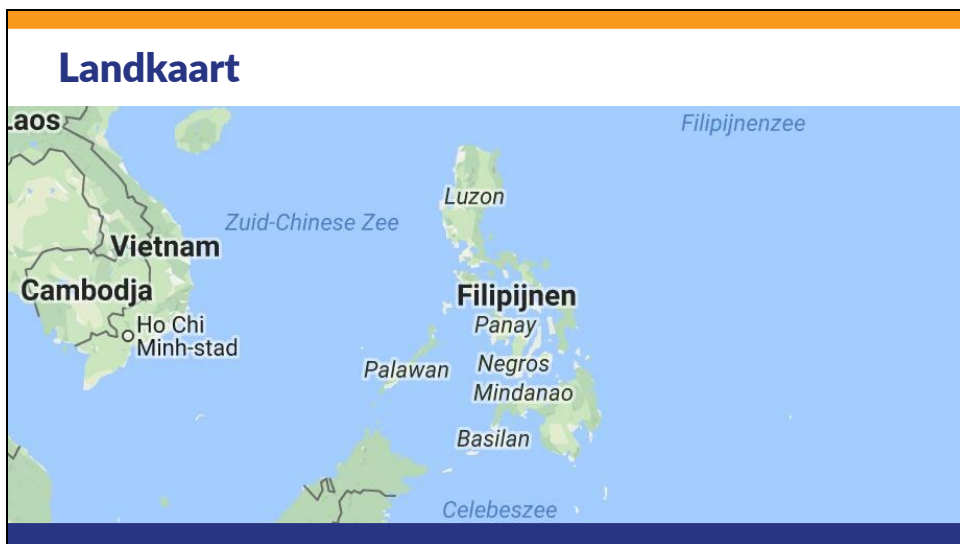 Landkaart
Laos
Filipijnenzee
Luzon
Zuid-Chinese Zee
Vietnam
Cambodja
Filipijnen
Ho Chi
Minh-stad
Panay
Palawan
Negros
Mindanao
Basilan
Celebeszee